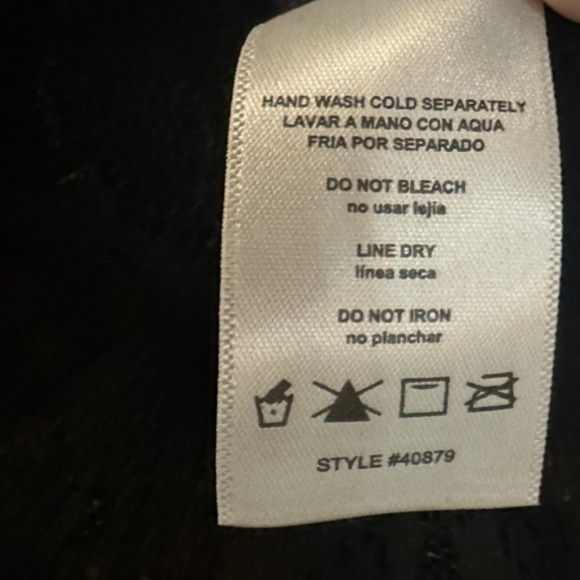 HAND WASH COLD SEPARATELY
LAVAR A MANO CON AQUA
FRIA POR SEPARADO
DO NOT BLEACH
no usar lejia
LINE DRY
línea seca
DO NOT IRON
no planchar
STYLE #40879